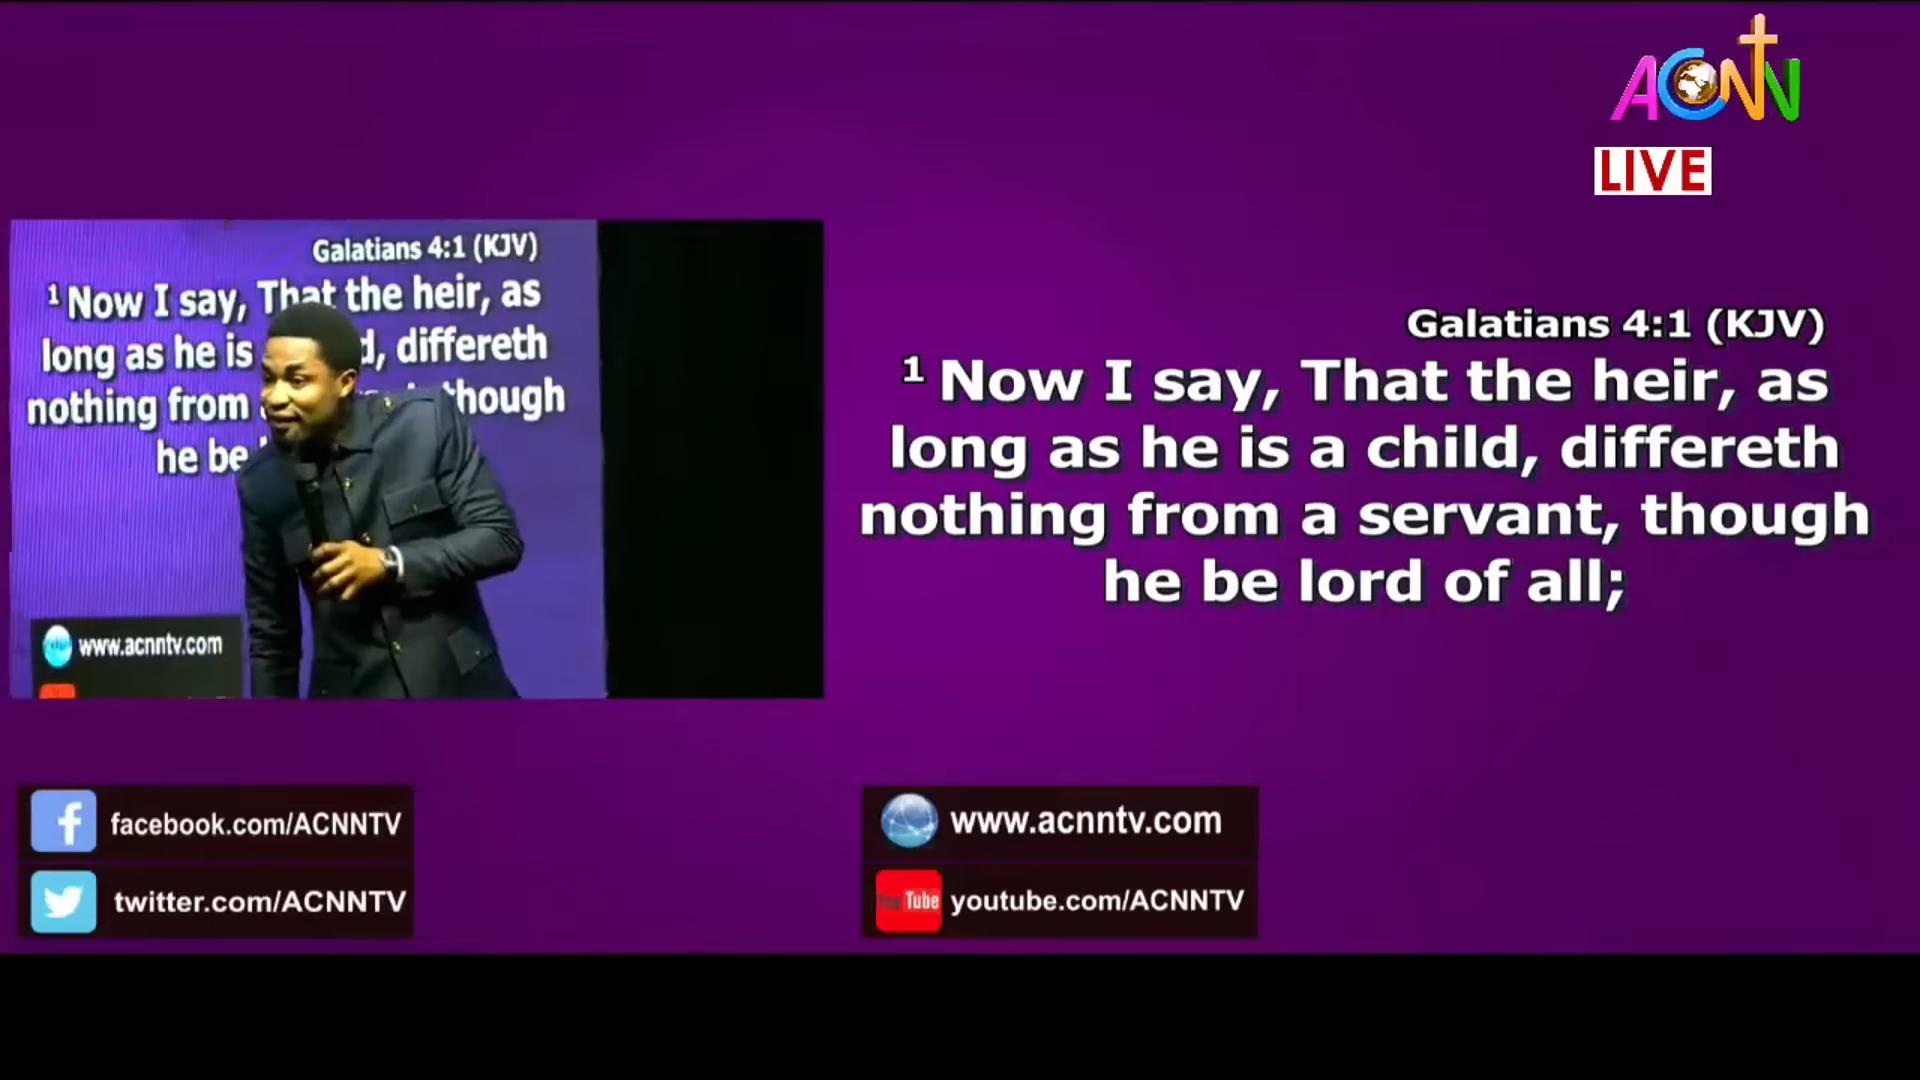 ACNN
LIVE
Galatians 4:1 (KJV)
1 Now I say, That the heir, as
long as he is d, differeth
nothing from though
he be
www.acnntv.com
Galatians 4:1 (KJV)
1 Now I say, That the heir, as
long as he is a child, differeth
nothing from a servant, though
he be lord of all;
facebook.com/ACNNTV
twitter.com/ACNNTV
www.acnntv.com
You Tube youtube.com/ACNNTV